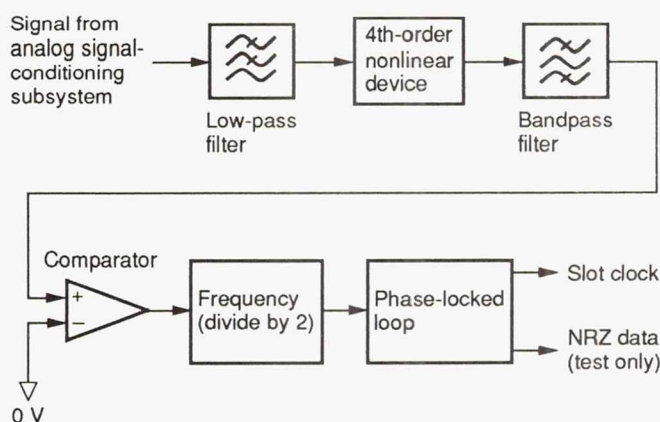 Signal from
analog signal-
conditioning
subsystem
Low-pass
filter
4th-order
nonlinear
device
Bandpass
filter
Comparator
+
−
0 V
Frequency
(divide by 2)
Phase-locked
loop
Slot clock
NRZ data
(test only)